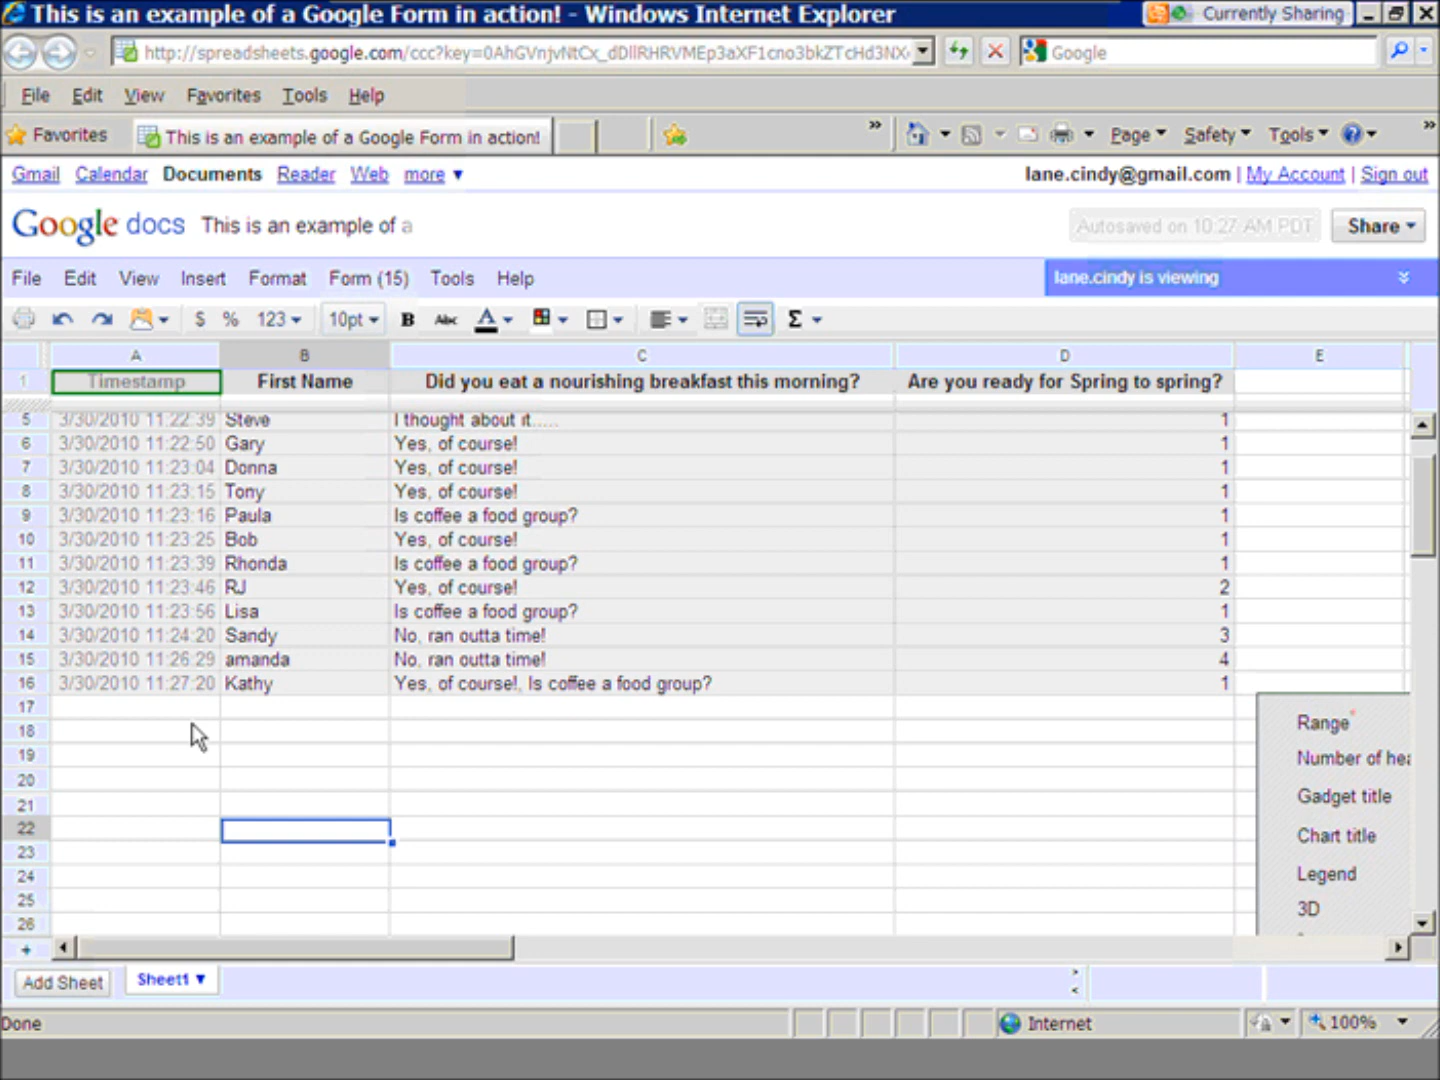 This is an example of a Google Form in action! - Windows Internet Explorer
Currently Sharing
http://spreadsheets.google.com/ccc?key=
Google
File Edit View Favorites Tools Help
Favorites
This is an example of a Google Form in action!
Page Safety Tools
Gmail Calendar Documents Reader Web more
lane.cindy@gmail.com | My Account | Sign out
Google docs This is an example of a
Autosaved on 10:27 AM PDT
Share
File Edit View Insert Format Form (15) Tools Help
lane.cindy is viewing
$ % 123 10pt B Abc A Σ
A B C D E
1 Timestamp First Name Did you eat a nourishing breakfast this morning? Are you ready for Spring to spring?
5 3/30/2010 11:22:39 Steve I thought about it..... 1
6 3/30/2010 11:22:50 Gary Yes, of course! 1
7 3/30/2010 11:23:04 Donna Yes, of course! 1
8 3/30/2010 11:23:15 Tony Yes, of course! 1
9 3/30/2010 11:23:16 Paula Is coffee a food group? 1
10 3/30/2010 11:23:25 Bob Yes, of course! 1
11 3/30/2010 11:23:39 Rhonda Is coffee a food group? 1
12 3/30/2010 11:23:46 RJ Yes, of course! 2
13 3/30/2010 11:23:56 Lisa Is coffee a food group? 1
14 3/30/2010 11:24:20 Sandy No, ran outta time! 3
15 3/30/2010 11:26:29 amanda No, ran outta time! 4
16 3/30/2010 11:27:20 Kathy Yes, of course!, Is coffee a food group? 1
17
18
19
20
21
22
23
24
25
26
Range*
Number of hea
Gadget title
Chart title
Legend
3D
Add Sheet Sheet1
Done
Internet
100%